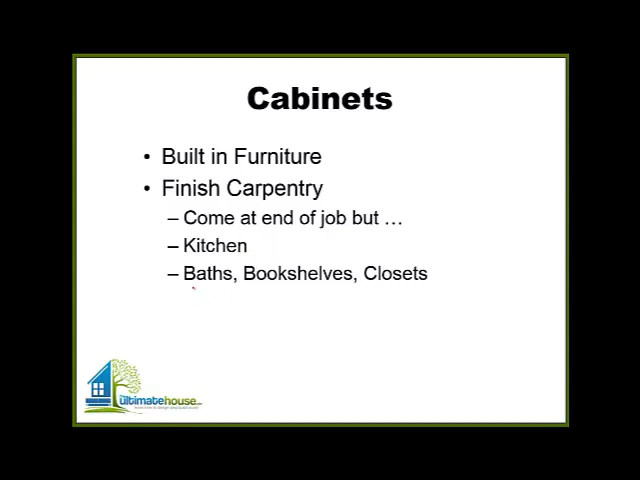 Cabinets
• Built in Furniture
• Finish Carpentry
– Come at end of job but …
– Kitchen
– Baths, Bookshelves, Closets
ultimatehouse